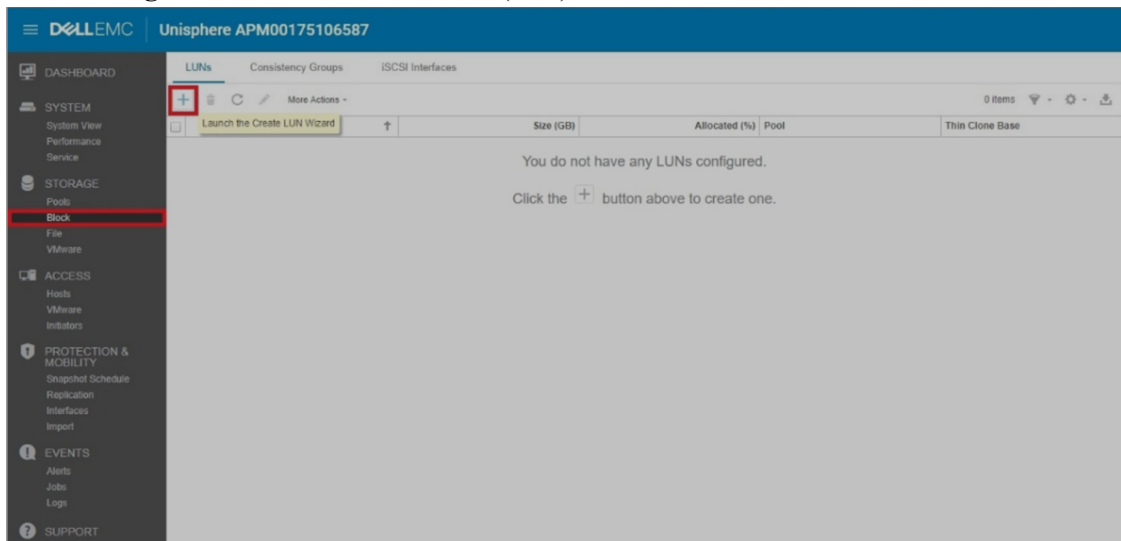 DELLEMC Unisphere APM00175106587
DASHBOARD
SYSTEM
System View
Performance
Service
STORAGE
Pools
Block
File
VMware
ACCESS
Hosts
VMware
Initiators
PROTECTION &
MOBILITY
Snapshot Schedule
Replication
Interfaces
Import
EVENTS
Alerts
Jobs
Logs
SUPPORT
LUNs Consistency Groups iSCSI Interfaces
More Actions
0 items
Launch the Create LUN Wizard
Size (GB) Allocated (%) Pool Thin Clone Base
You do not have any LUNs configured.
Click the + button above to create one.